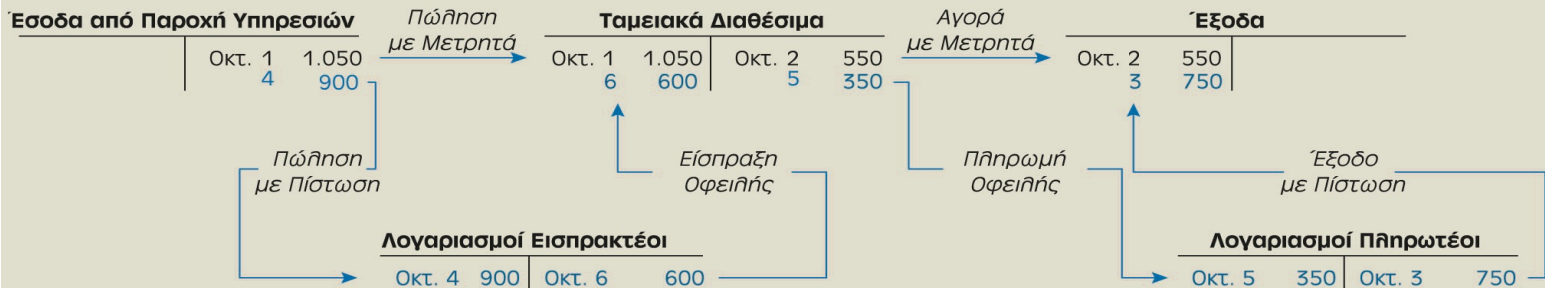 Έσοδα από Παροχή Υπηρεσιών
Οκτ. 1 1.050
4 900
Πώληση
με Μετρητά
Ταμειακά Διαθέσιμα
Οκτ. 1 1.050 Οκτ. 2 550
6 600 5 350
Αγορά
με Μετρητά
Έξοδα
Οκτ. 2 550
3 750
Πώληση
με Πίστωση
Είσπραξη
Οφειλής
Πληρωμή
Οφειλής
Έξοδο
με Πίστωση
Λογαριασμοί Εισπρακτέοι
Οκτ. 4 900 Οκτ. 6 600
Λογαριασμοί Πληρωτέοι
Οκτ. 5 350 Οκτ. 3 750